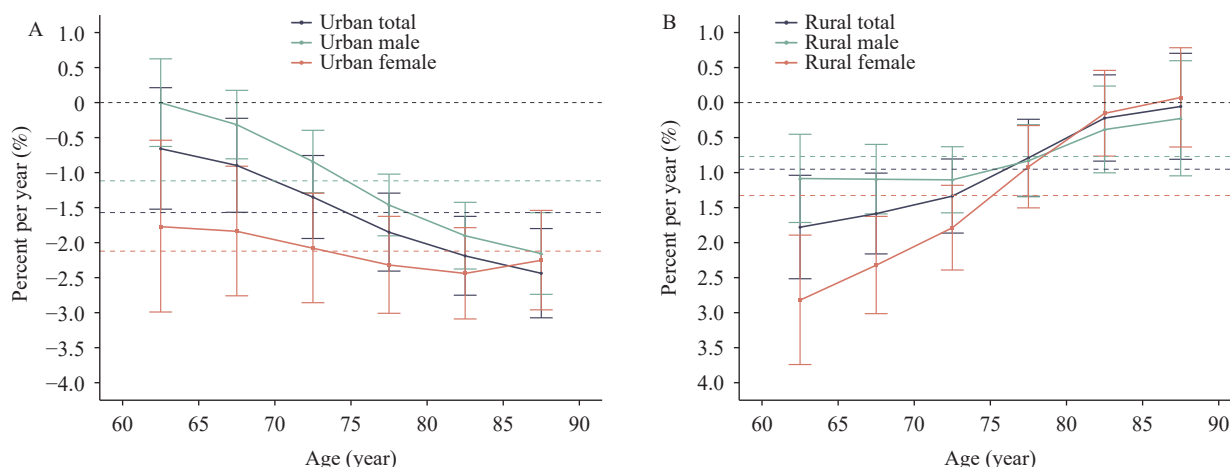 A
Urban total
Urban male
Urban female
1.0
0.5
0
−0.5
−1.0
−1.5
−2.0
−2.5
−3.0
−3.5
−4.0
Percent per year (%)
60 65 70 75 80 85 90
Age (year)
B
Rural total
Rural male
Rural female
1.0
0.5
0.0
0.5
1.0
1.5
2.0
2.5
3.0
3.5
4.0
Percent per year (%)
60 65 70 75 80 85 90
Age (year)